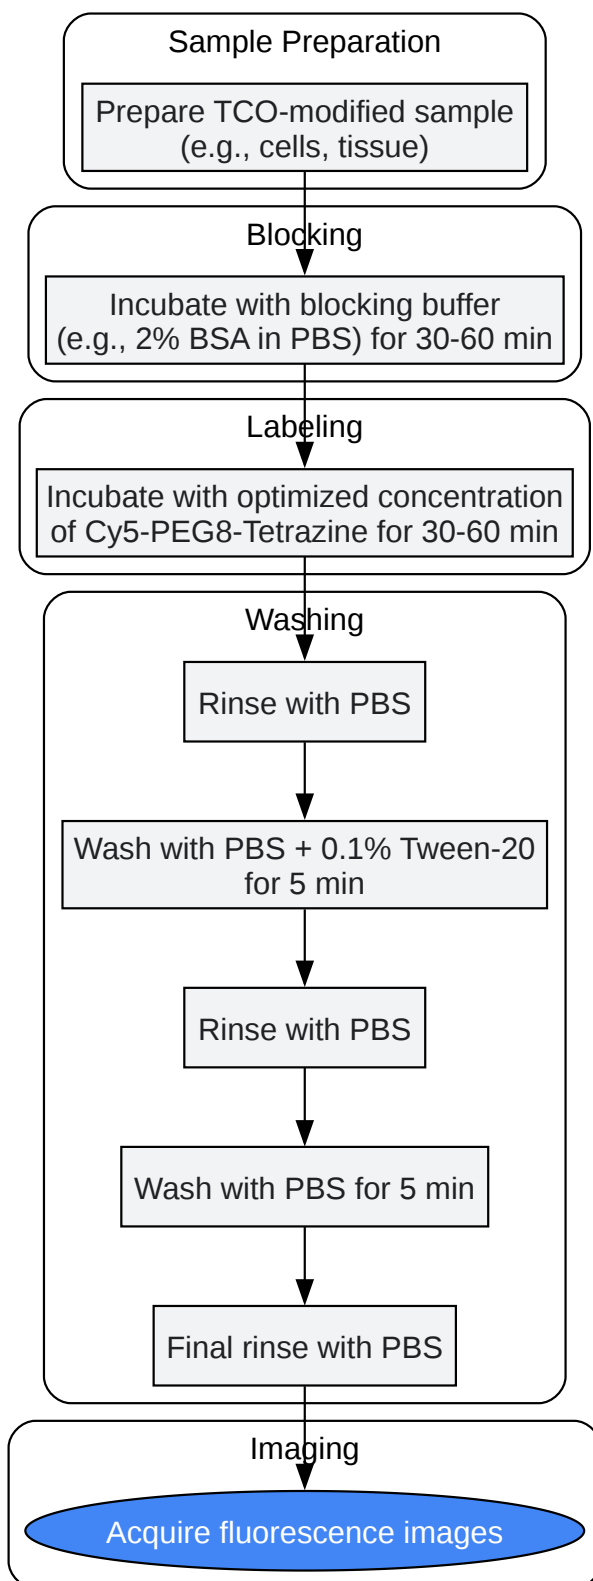 Sample Preparation
Prepare TCO-modified sample
(e.g., cells, tissue)
Blocking
Incubate with blocking buffer
(e.g., 2% BSA in PBS) for 30-60 min
Labeling
Incubate with optimized concentration
of Cy5-PEG8-Tetrazine for 30-60 min
Washing
Rinse with PBS
Wash with PBS + 0.1% Tween-20
for 5 min
Rinse with PBS
Wash with PBS for 5 min
Final rinse with PBS
Imaging
Acquire fluorescence images